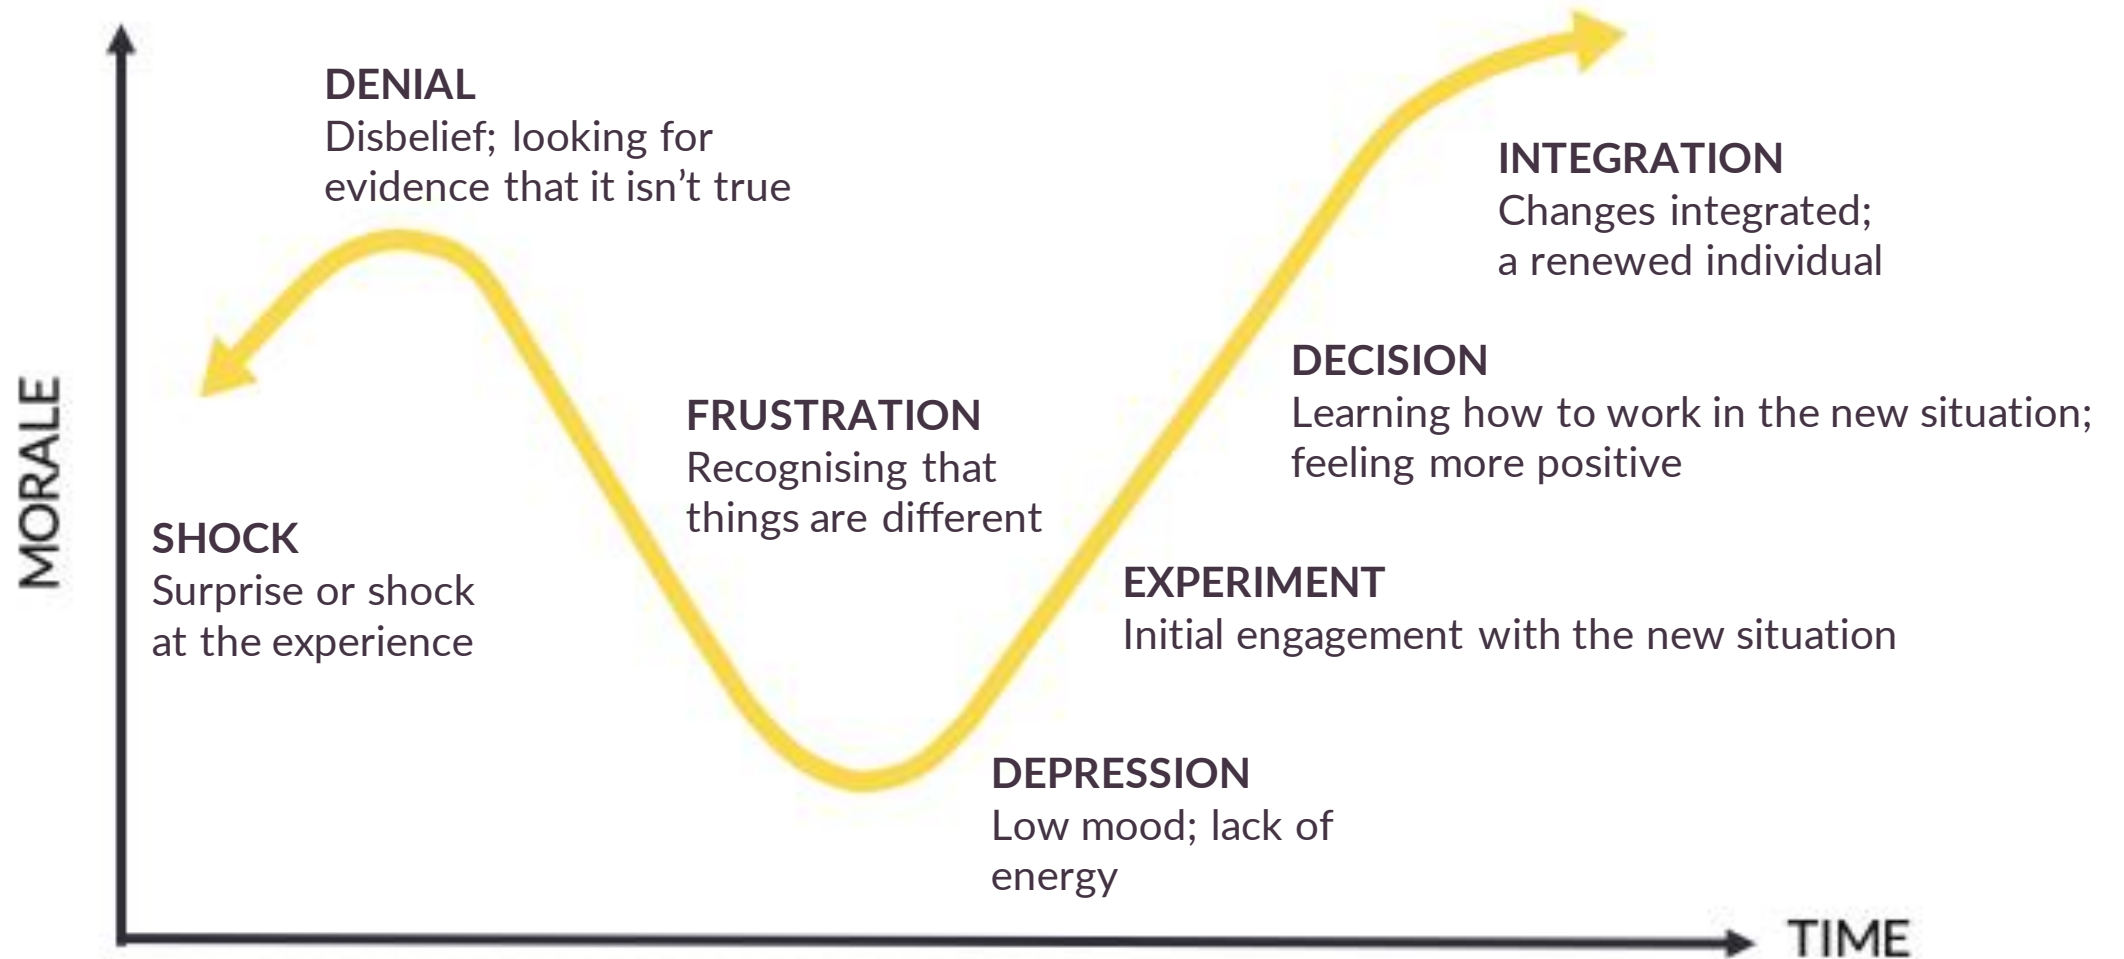 MORALE
DENIAL
Disbelief; looking for
evidence that it isn’t true
SHOCK
Surprise or shock
at the experience
FRUSTRATION
Recognising that
things are different
DEPRESSION
Low mood; lack of
energy
EXPERIMENT
Initial engagement with the new situation
DECISION
Learning how to work in the new situation;
feeling more positive
INTEGRATION
Changes integrated;
a renewed individual
TIME